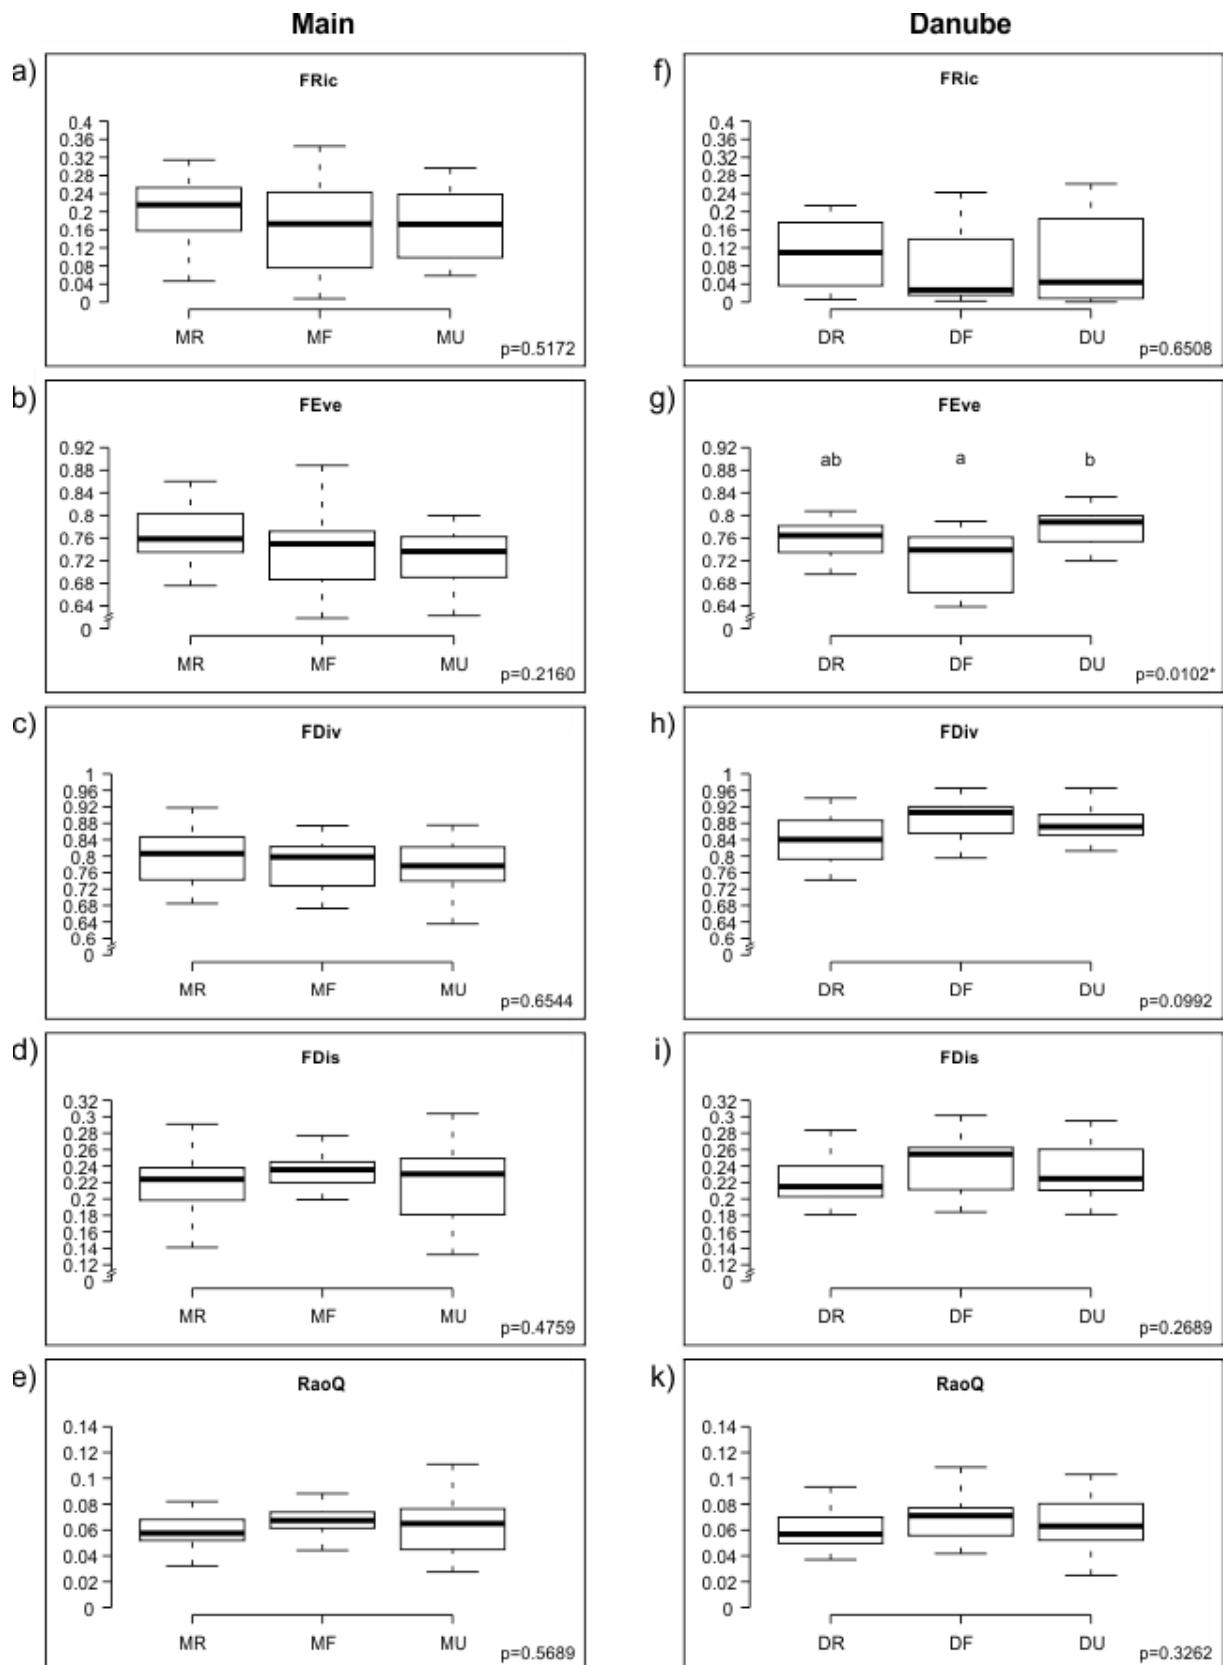 Main
Danube
a)
FRic
0.4
0.36
0.32
0.28
0.24
0.2
0.16
0.12
0.08
0.04
0
MR MF MU
p=0.5172
f)
FRic
0.4
0.36
0.32
0.28
0.24
0.2
0.16
0.12
0.08
0.04
0
DR DF DU
p=0.6508
b)
FEve
0.92
0.88
0.84
0.8
0.76
0.72
0.68
0.64
0
MR MF MU
p=0.2160
g)
FEve
0.92
0.88
0.84
0.8
0.76
0.72
0.68
0.64
0
ab a b
DR DF DU
p=0.0102*
c)
FDiv
1
0.96
0.92
0.88
0.84
0.8
0.76
0.72
0.68
0.64
0.6
0
MR MF MU
p=0.6544
h)
FDiv
1
0.96
0.92
0.88
0.84
0.8
0.76
0.72
0.68
0.64
0.6
0
DR DF DU
p=0.0992
d)
FDis
0.32
0.3
0.28
0.26
0.24
0.22
0.2
0.18
0.16
0.14
0.12
0
MR MF MU
p=0.4759
i)
FDis
0.32
0.3
0.28
0.26
0.24
0.22
0.2
0.18
0.16
0.14
0.12
0
DR DF DU
p=0.2689
e)
RaoQ
0.14
0.12
0.1
0.08
0.06
0.04
0.02
0
MR MF MU
p=0.5689
k)
RaoQ
0.14
0.12
0.1
0.08
0.06
0.04
0.02
0
DR DF DU
p=0.3262